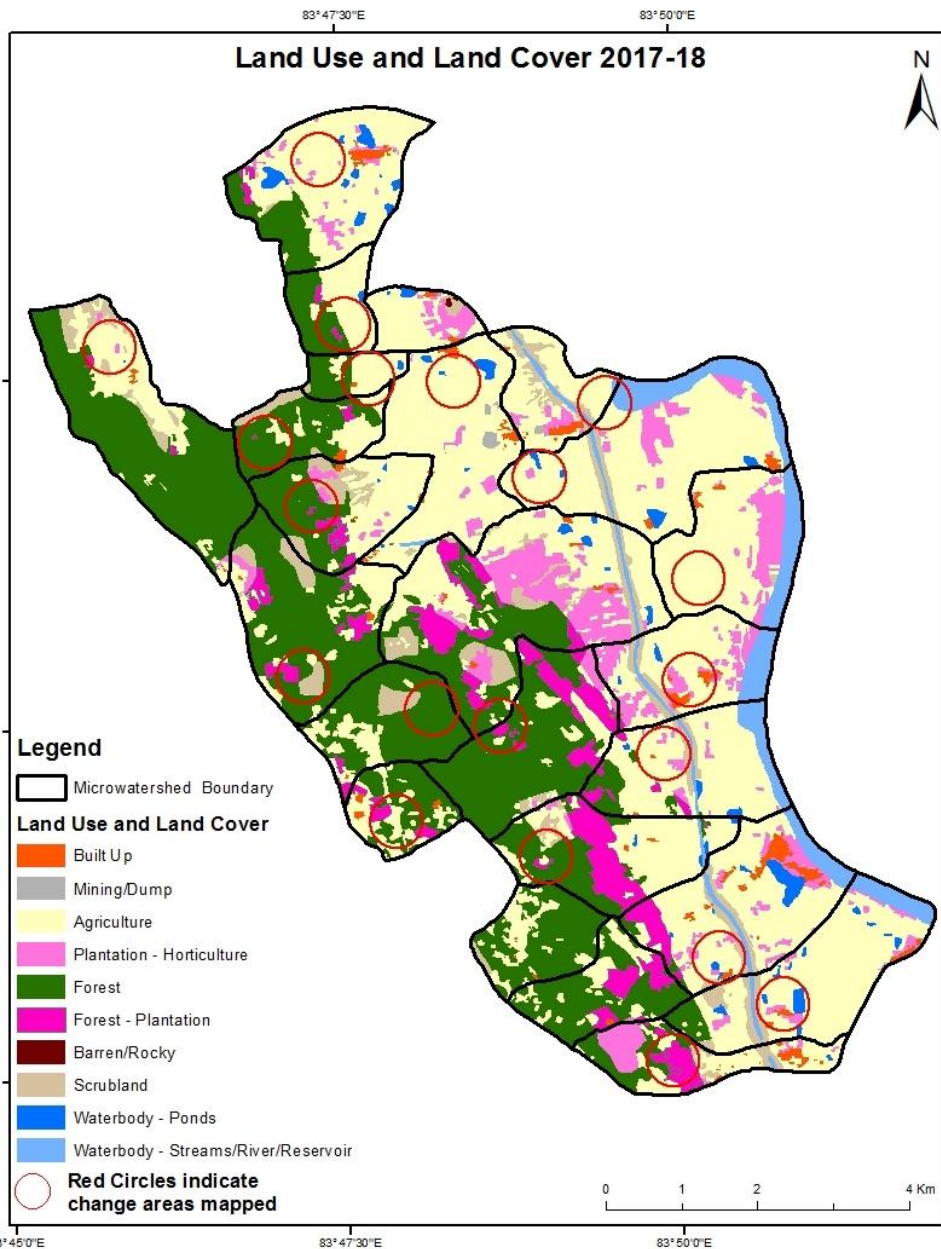 83°47'30"E 83°50'0"E
Land Use and Land Cover 2017-18
N
Legend
Microwatershed Boundary
Land Use and Land Cover
Built Up
Mining/Dump
Agriculture
Plantation - Horticulture
Forest
Forest - Plantation
Barren/Rocky
Scrubland
Waterbody - Ponds
Waterbody - Streams/River/Reservoir
Red Circles indicate
change areas mapped
0 1 2 4 Km
3°45'0"E 83°47'30"E 83°50'0"E